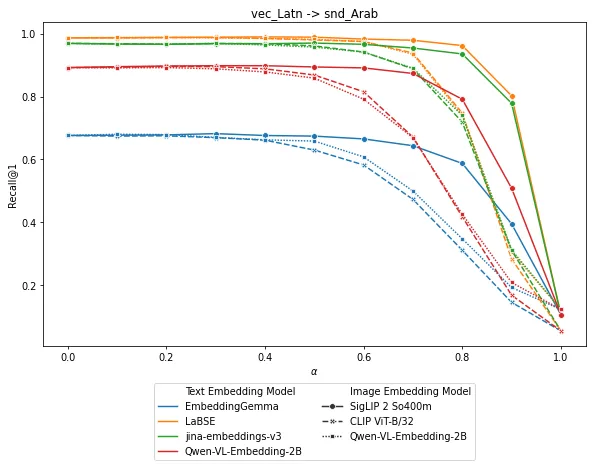 vec_Latn -> snd_Arab
Recall@1
1.0
0.8
0.6
0.4
0.2
0.0 0.2 0.4 0.6 0.8 1.0
α
Text Embedding Model
EmbeddingGemma
LaBSE
jina-embeddings-v3
Qwen-VL-Embedding-2B
Image Embedding Model
SigLIP 2 So400m
CLIP ViT-B/32
Qwen-VL-Embedding-2B